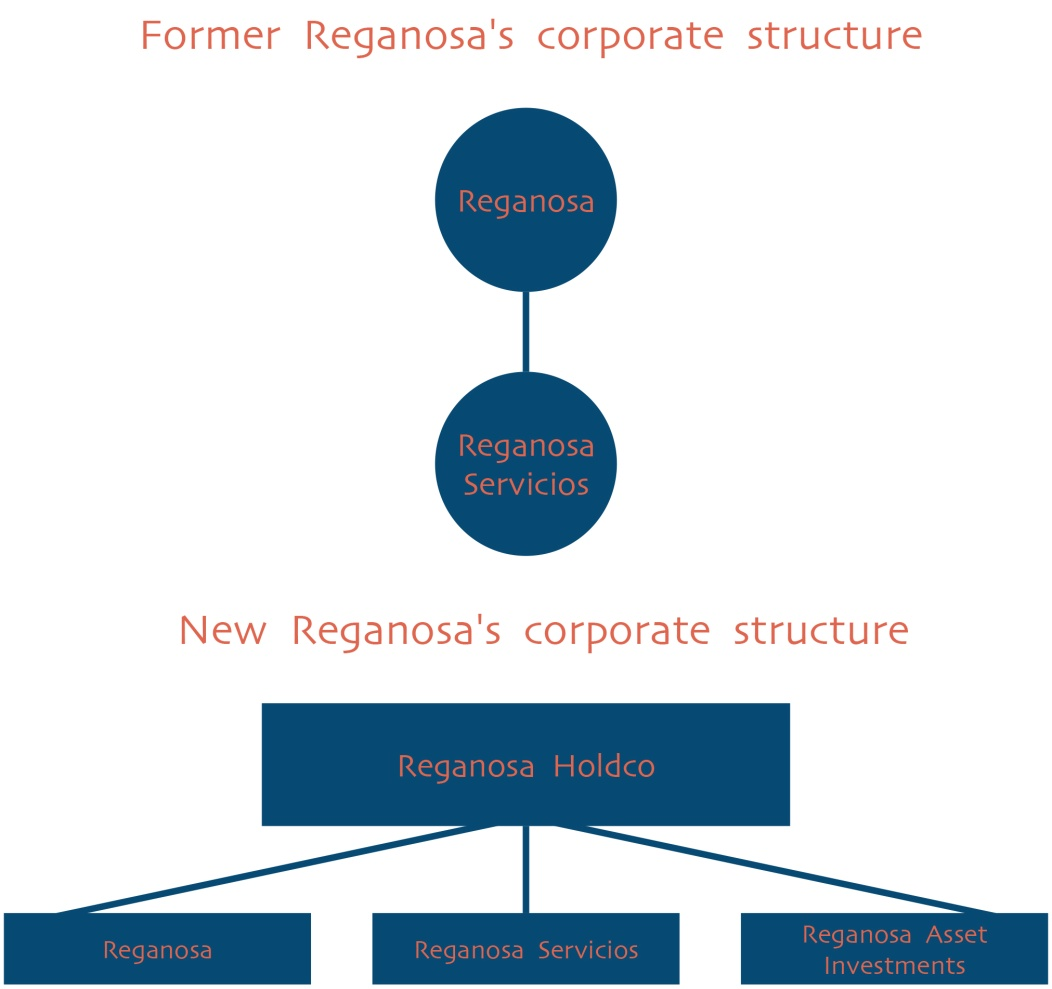 Former Reganosa's corporate structure
Reganosa
Reganosa
Servicios
New Reganosa's corporate structure
Reganosa Holdco
Reganosa
Reganosa Servicios
Reganosa Asset
Investments